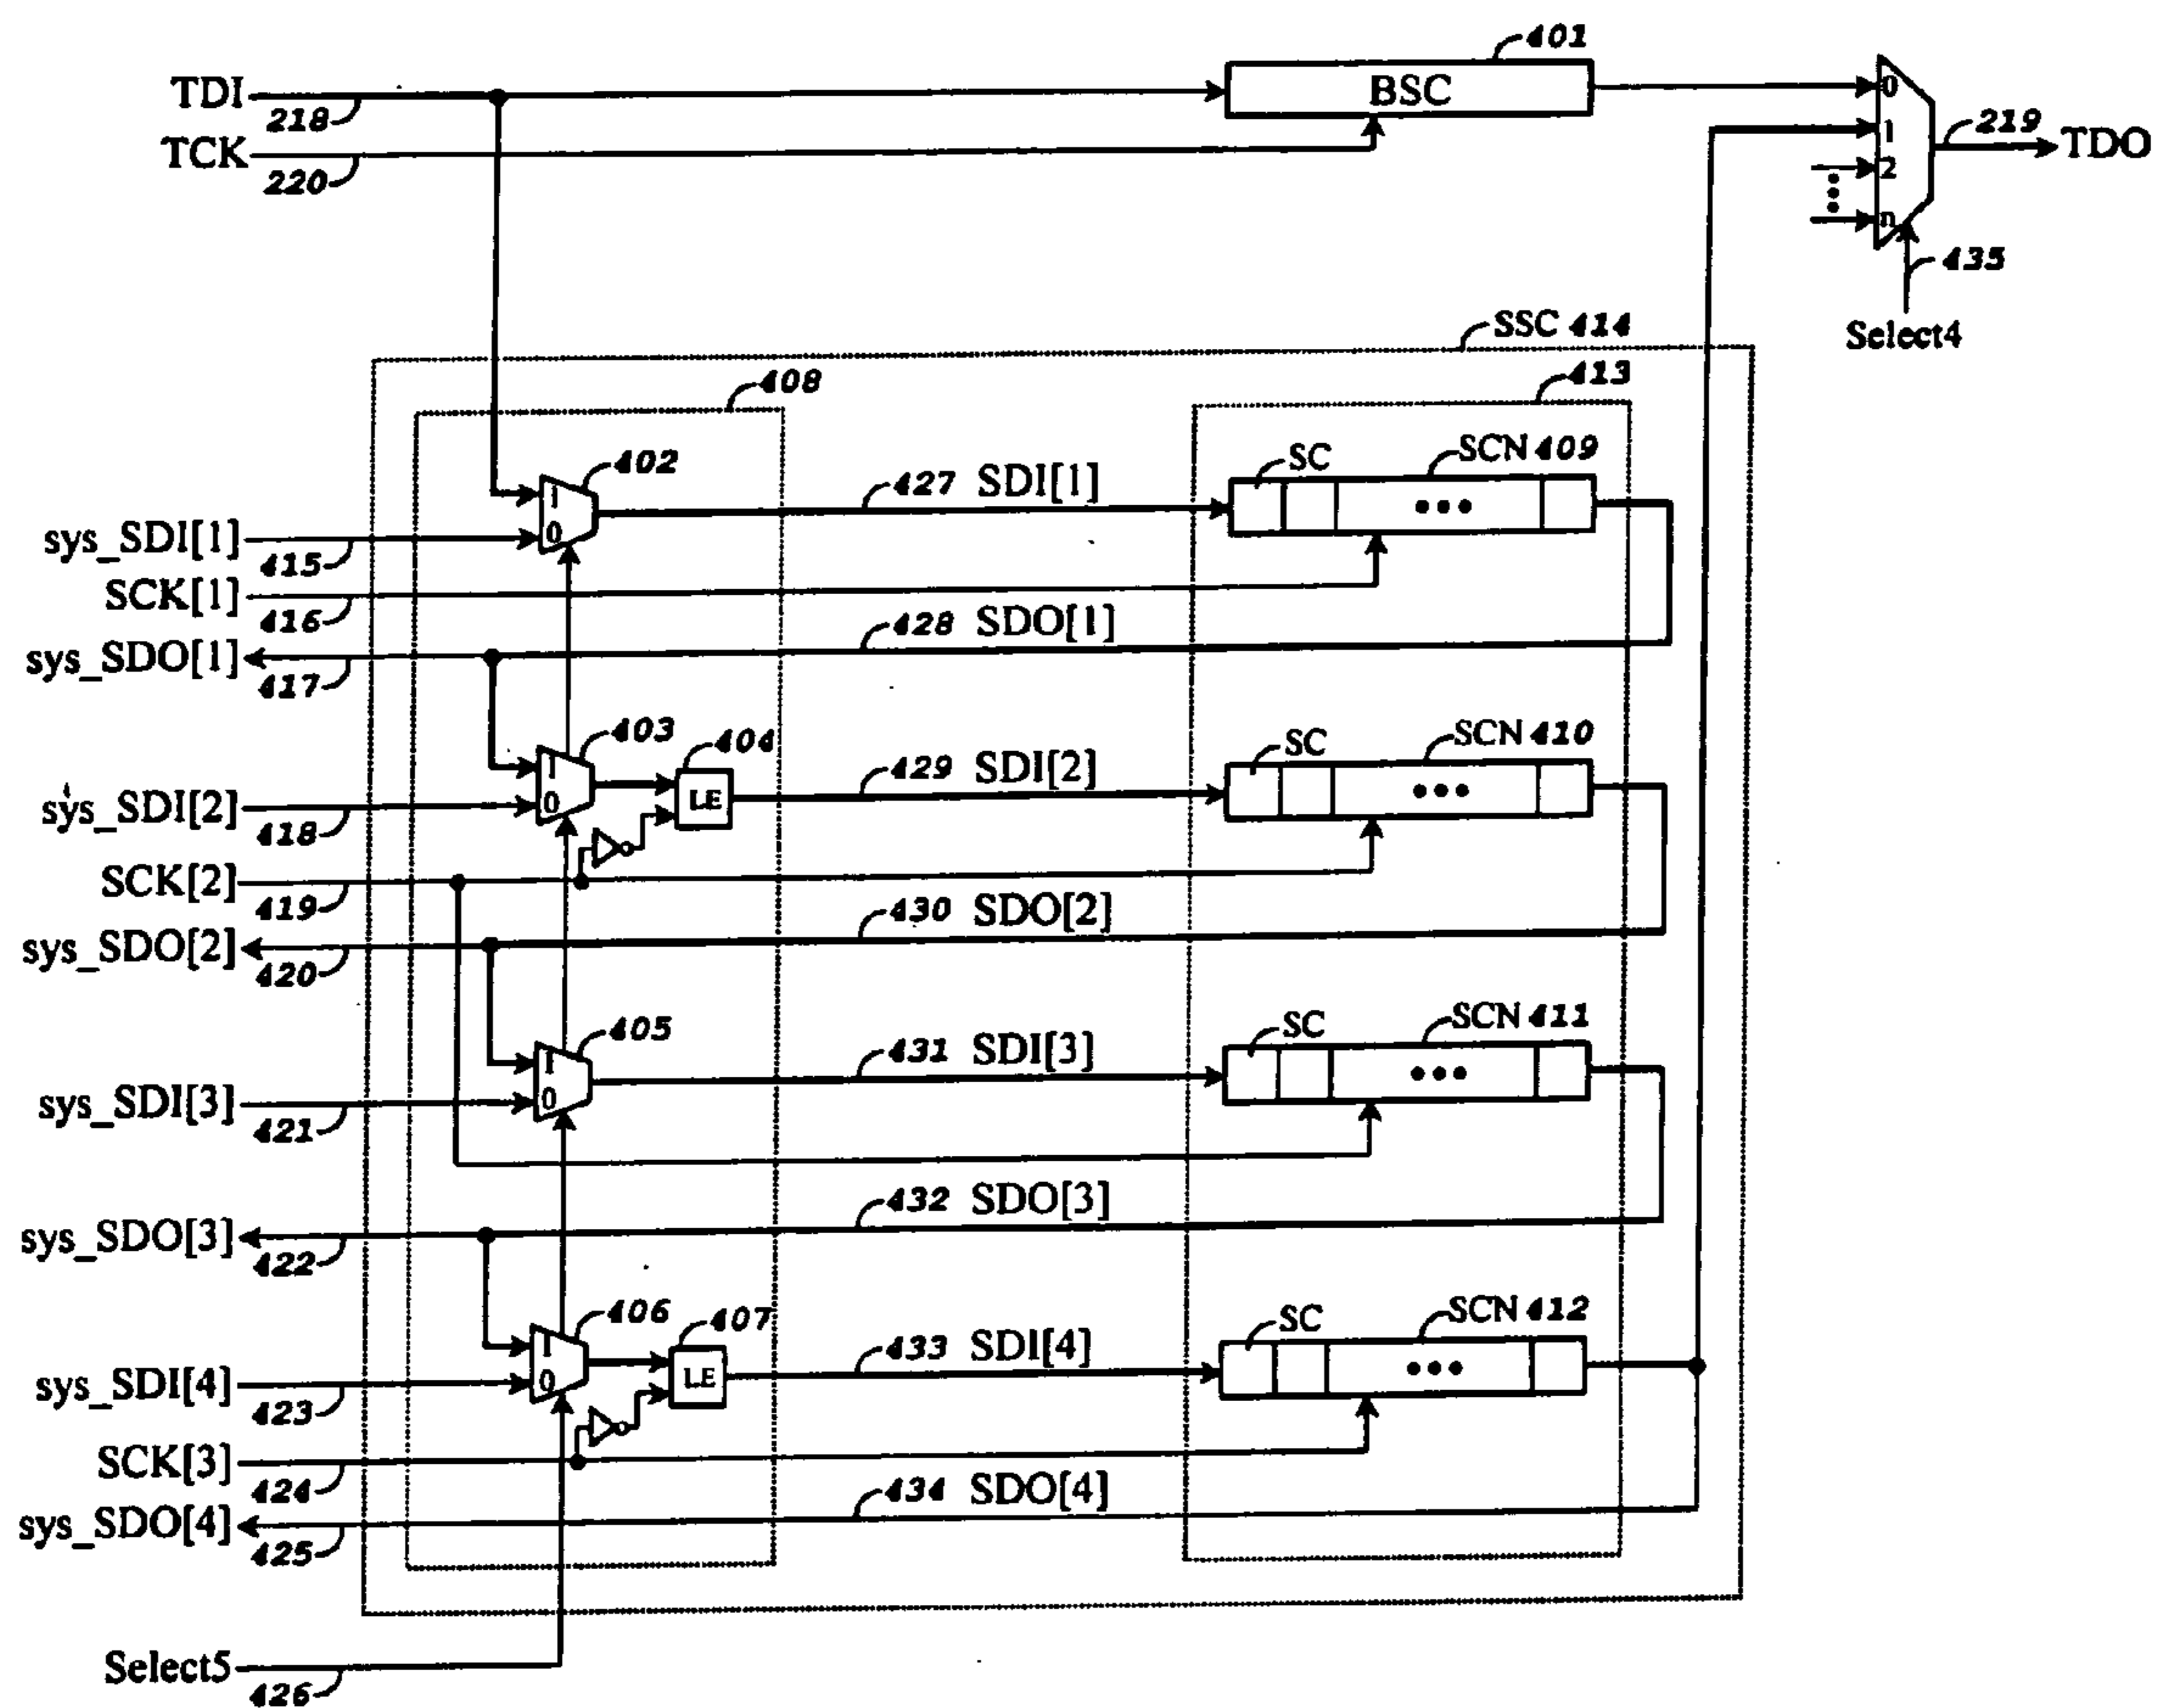 401
TDI
218
BSC
0
1
219
TDO
TCK
220
2
n
435
Select4
SSC 414
408
413
402
1
0
427 SDI[1]
SC
SCN 409
sys_SDI[1]
415
SCK[1]
416
428 SDO[1]
sys_SDO[1]
417
403
404
1
0
LE
429 SDI[2]
SC
SCN 410
sys_SDI[2]
418
SCK[2]
419
430 SDO[2]
sys_SDO[2]
420
405
1
0
431 SDI[3]
SC
SCN 411
sys_SDI[3]
421
432 SDO[3]
sys_SDO[3]
422
406
407
1
0
LE
433 SDI[4]
SC
SCN 412
sys_SDI[4]
423
SCK[3]
424
434 SDO[4]
sys_SDO[4]
425
Select5
426